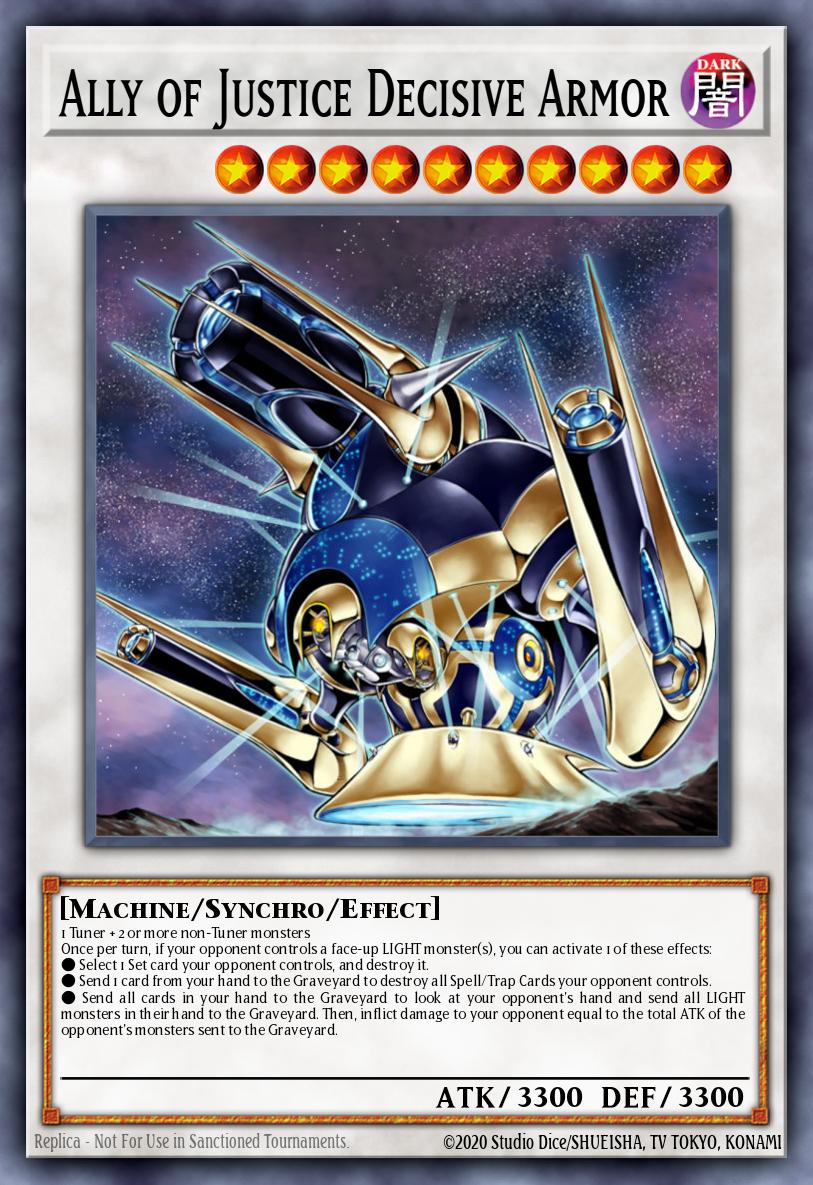 Ally of Justice Decisive Armor
DARK
闇
[Machine/Synchro/Effect]
1 Tuner + 2 or more non-Tuner monsters
Once per turn, if your opponent controls a face-up LIGHT monster(s), you can activate 1 of these effects:
● Select 1 Set card your opponent controls, and destroy it.
● Send 1 card from your hand to the Graveyard to destroy all Spell/Trap Cards your opponent controls.
● Send all cards in your hand to the Graveyard to look at your opponent's hand and send all LIGHT
monsters in their hand to the Graveyard. Then, inflict damage to your opponent equal to the total ATK of the
opponent's monsters sent to the Graveyard.
ATK/3300 DEF/3300
Replica - Not For Use in Sanctioned Tournaments.
©2020 Studio Dice/SHUEISHA, TV TOKYO, KONAMI